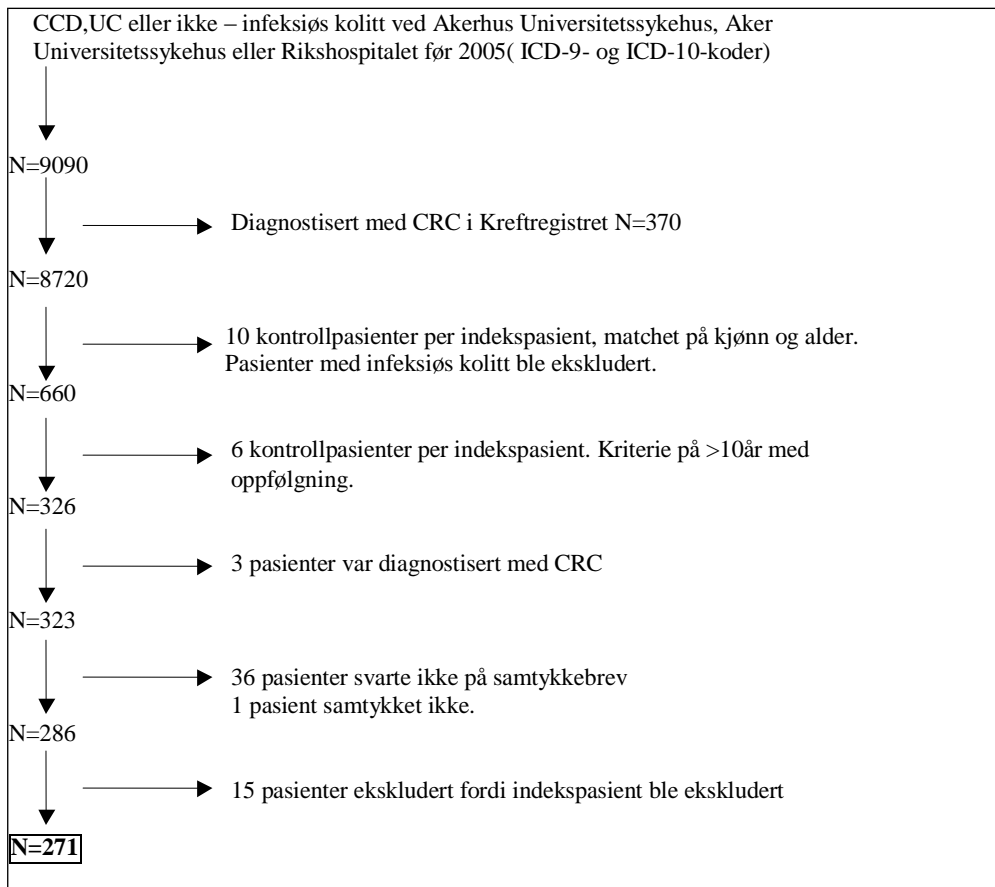 CCD,UC eller ikke – infeksiøs kolitt ved Akerhus Universitetssykehus, Aker
Universitetssykehus eller Rikshospitalet før 2005( ICD-9- og ICD-10-koder)
N=9090
Diagnostisert med CRC i Kreftregistret N=370
N=8720
10 kontrollpasienter per indekspasient, matchet på kjønn og alder.
Pasienter med infeksiøs kolitt ble ekskludert.
N=660
6 kontrollpasienter per indekspasient. Kriterie på >10år med
oppfølgning.
N=326
3 pasienter var diagnostisert med CRC
N=323
36 pasienter svarte ikke på samtykkebrev
1 pasient samtykket ikke.
N=286
15 pasienter ekskludert fordi indekspasient ble ekskludert
N=271